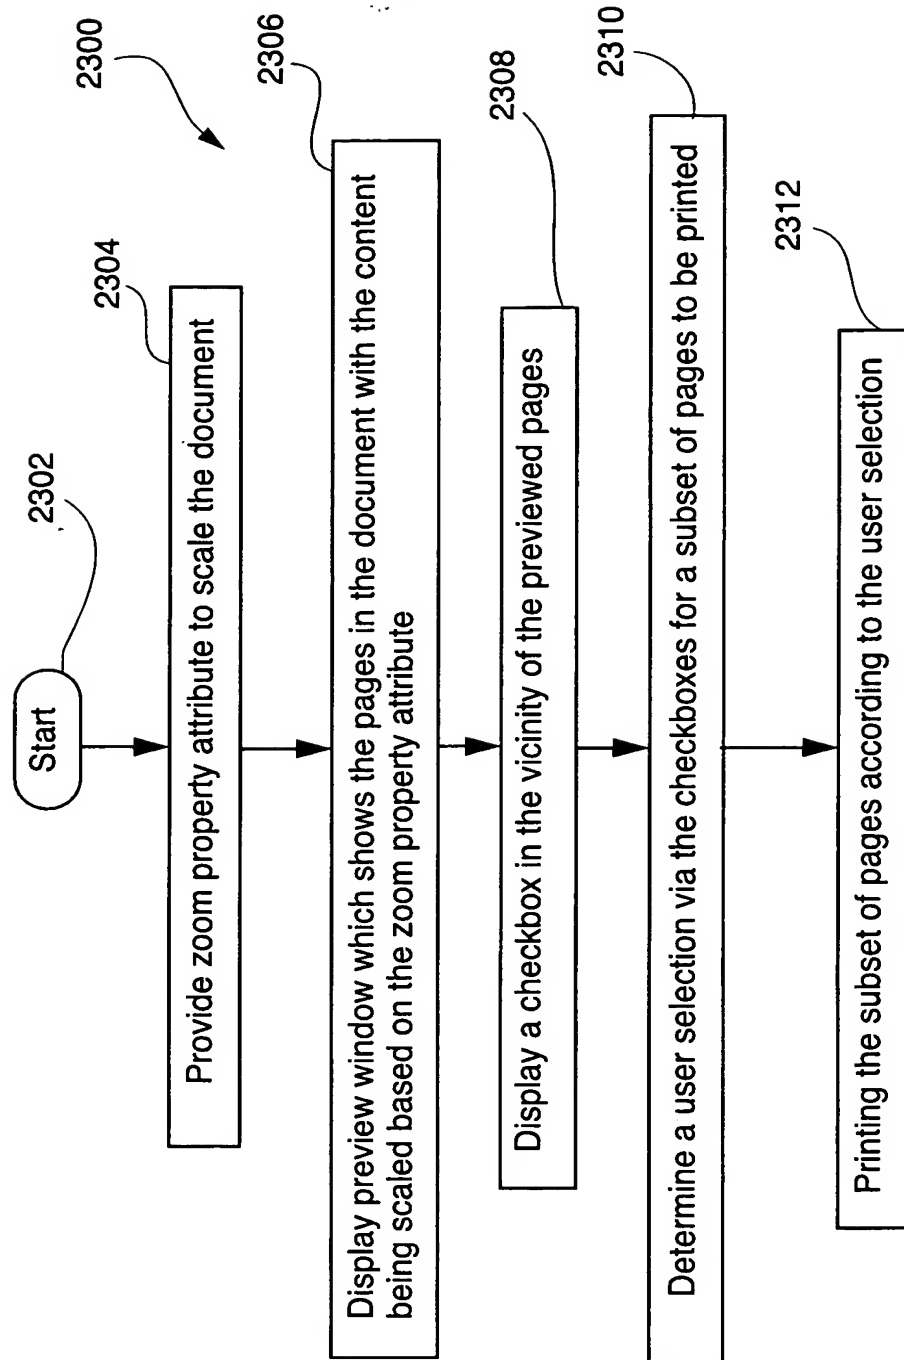 2300
Start
2302
Provide zoom property attribute to scale the document
2304
Display preview window which shows the pages in the document with the content
being scaled based on the zoom property attribute
2306
Display a checkbox in the vicinity of the previewed pages
2308
Determine a user selection via the checkboxes for a subset of pages to be printed
2310
Printing the subset of pages according to the user selection
2312